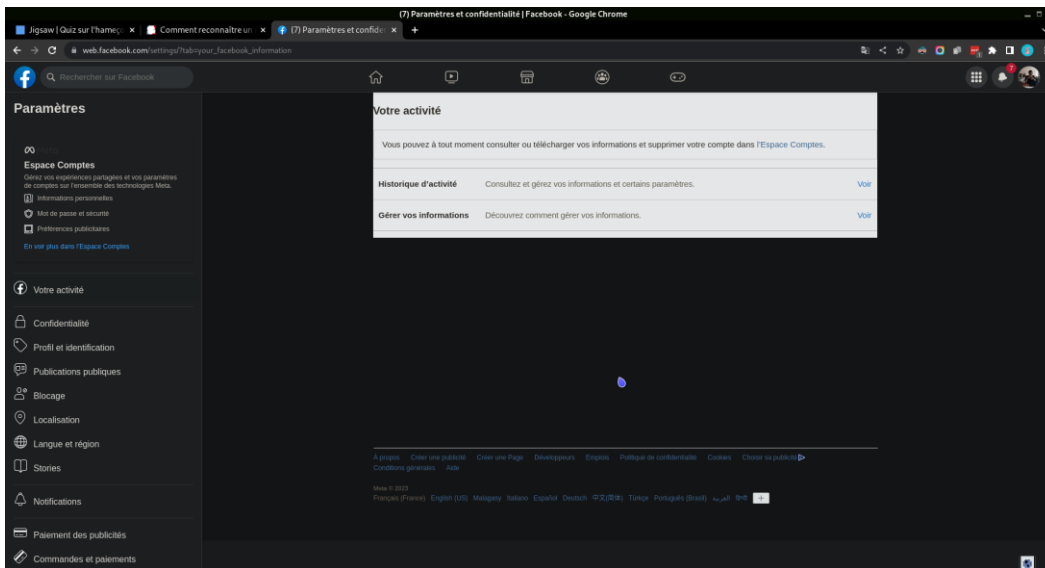 (7) Paramètres et confidentialité | Facebook - Google Chrome
Jigsaw | Quiz sur l'hameço
Comment reconnaître un
(7) Paramètres et confide
web.facebook.com/settings/?tab=your_facebook_information
Rechercher sur Facebook
7
Paramètres
Espace Comptes
Gérez vos expériences partagées et vos paramètres
de comptes sur l'ensemble des technologies Meta.
Informations personnelles
Mot de passe et sécurité
Préférences publicitaires
En voir plus dans l'Espace Comptes
Votre activité
Confidentialité
Profil et identification
Publications publiques
Blocage
Localisation
Langue et région
Stories
Notifications
Paiement des publicités
Commandes et paiements
Votre activité
Vous pouvez à tout moment consulter ou télécharger vos informations et supprimer votre compte dans l'Espace Comptes.
Historique d'activité Consultez et gérez vos informations et certains paramètres. Voir
Gérer vos informations Découvrez comment gérer vos informations. Voir
À propos Créer une publicité Créer une Page Développeurs Emplois Politique de confidentialité Cookies Choisir sa publicité
Conditions générales Aide
Meta © 2023
Français (France) English (US) Malagasy Italiano Español Deutsch 中文(简体) Türkçe Português (Brasil) العربية हिन्दी